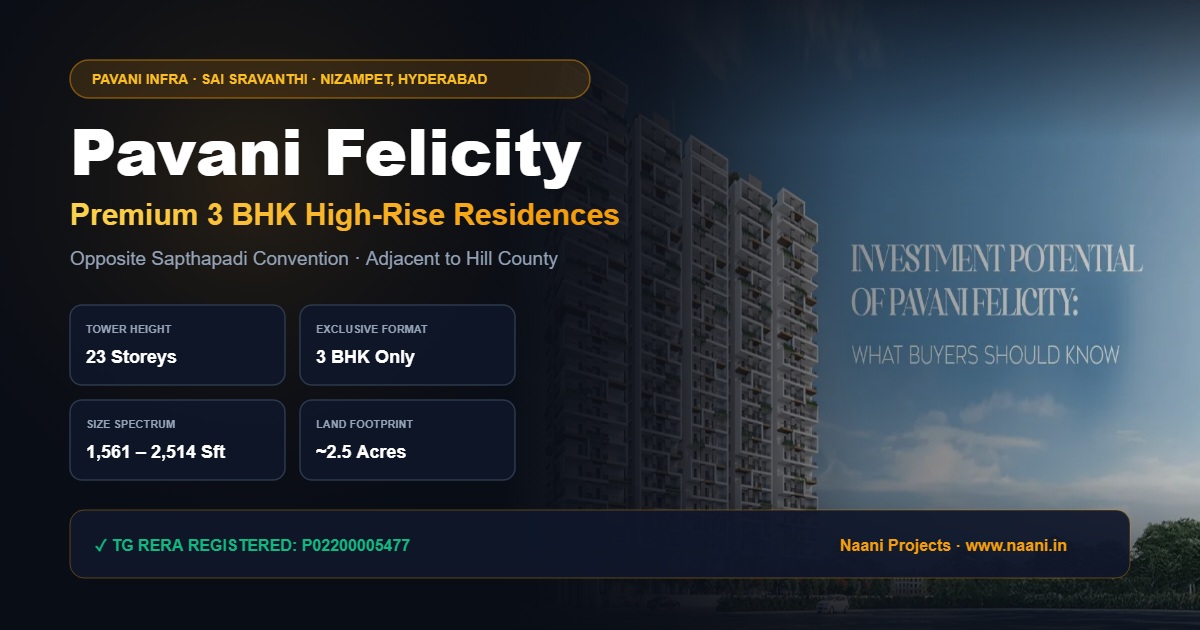 PAVANI INFRA · SAI SRAVANTHI · NIZAMPET, HYDERABAD
Pavani Felicity
Premium 3 BHK High-Rise Residences
Opposite Sapthapadi Convention · Adjacent to Hill County
TOWER HEIGHT
23 Storeys
EXCLUSIVE FORMAT
3 BHK Only
SIZE SPECTRUM
1,561 – 2,514 Sft
LAND FOOTPRINT
~2.5 Acres
INVESTMENT POTENTIAL
OF PAVANI FELICITY:
WHAT BUYERS SHOULD KNOW
✓ TG RERA REGISTERED: P02200005477
Naani Projects · www.naani.in